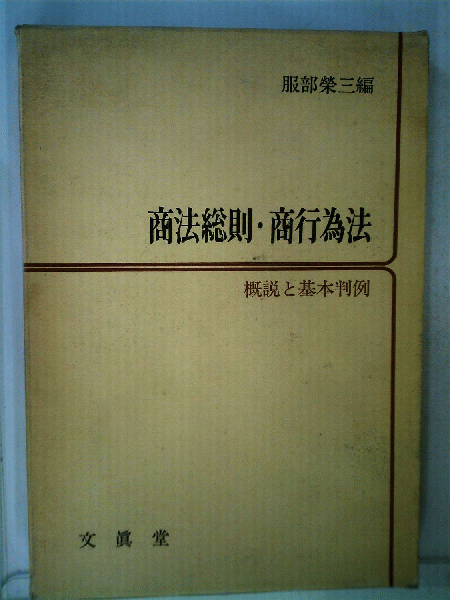 服部榮三編
商法総則・商行為法
概説と基本判例
文眞堂